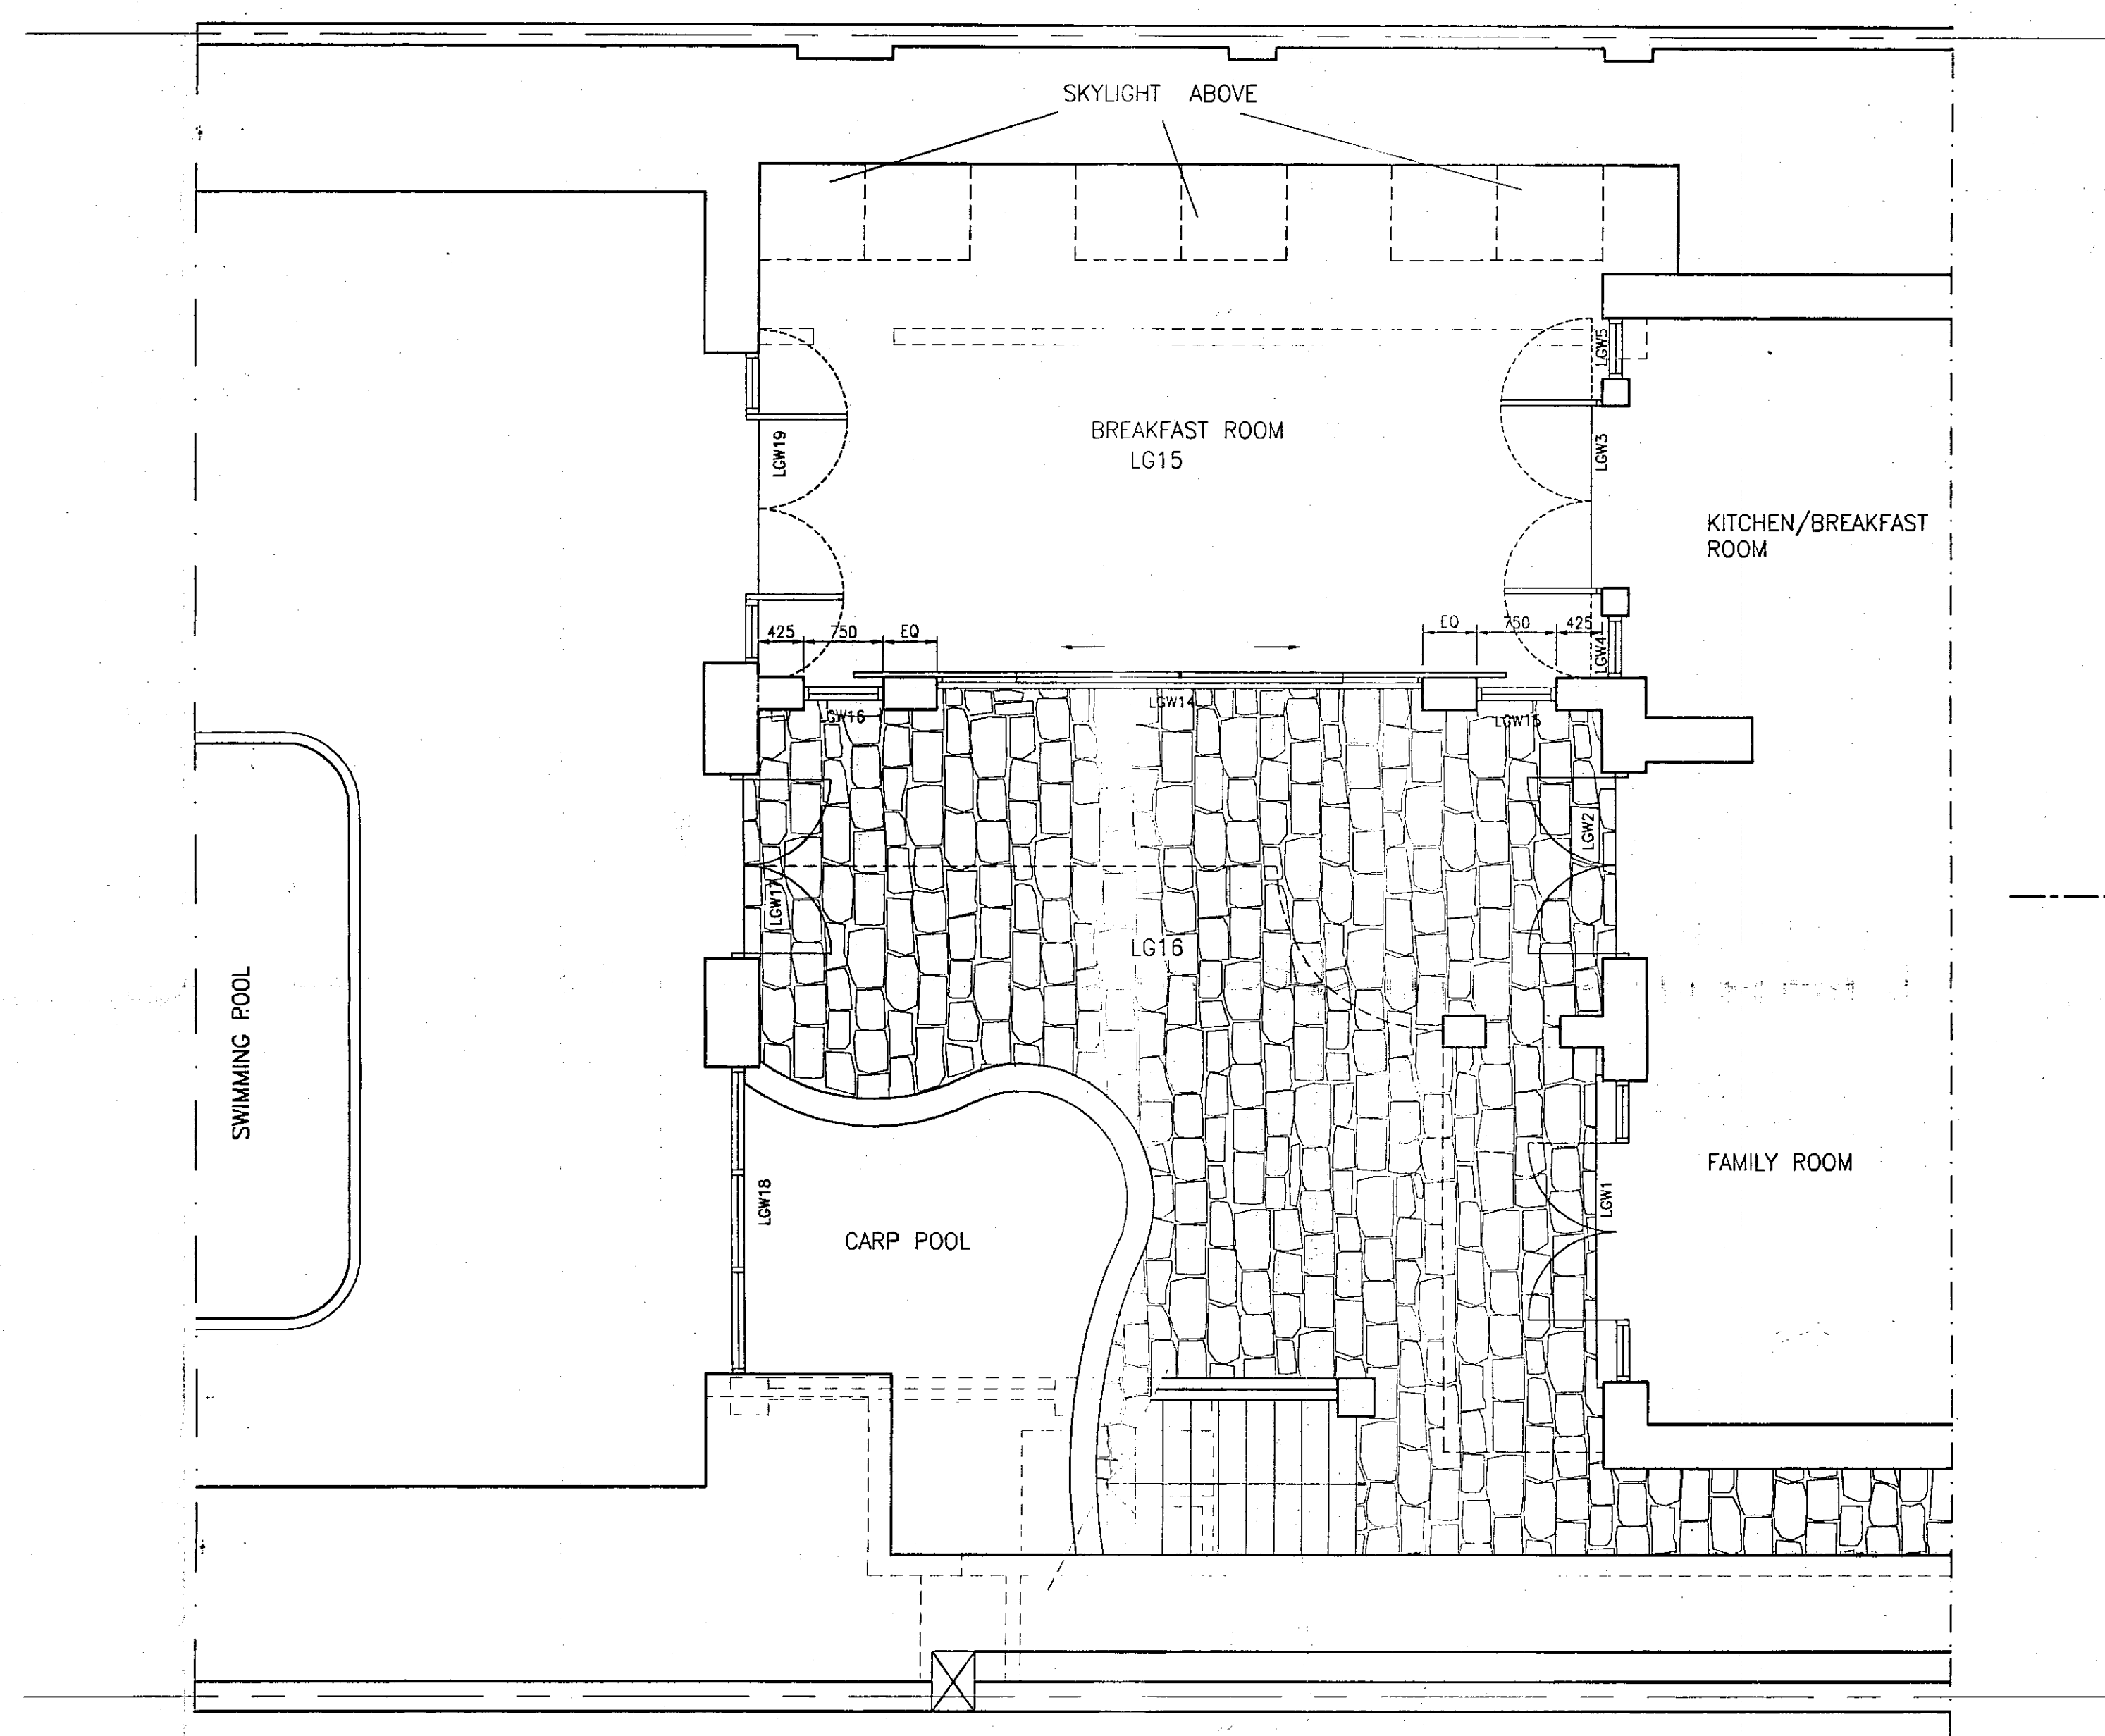 SKYLIGHT ABOVE
LGW5
BREAKFAST ROOM
LG15
LGW19
LGW3
KITCHEN/BREAKFAST
ROOM
425 750 EQ
EQ 750 425
LGW4
LGW16
LGW14
LGW15
LGW2
LGW17
LG16
SWIMMING POOL
FAMILY ROOM
LGW18
LGW1
CARP POOL